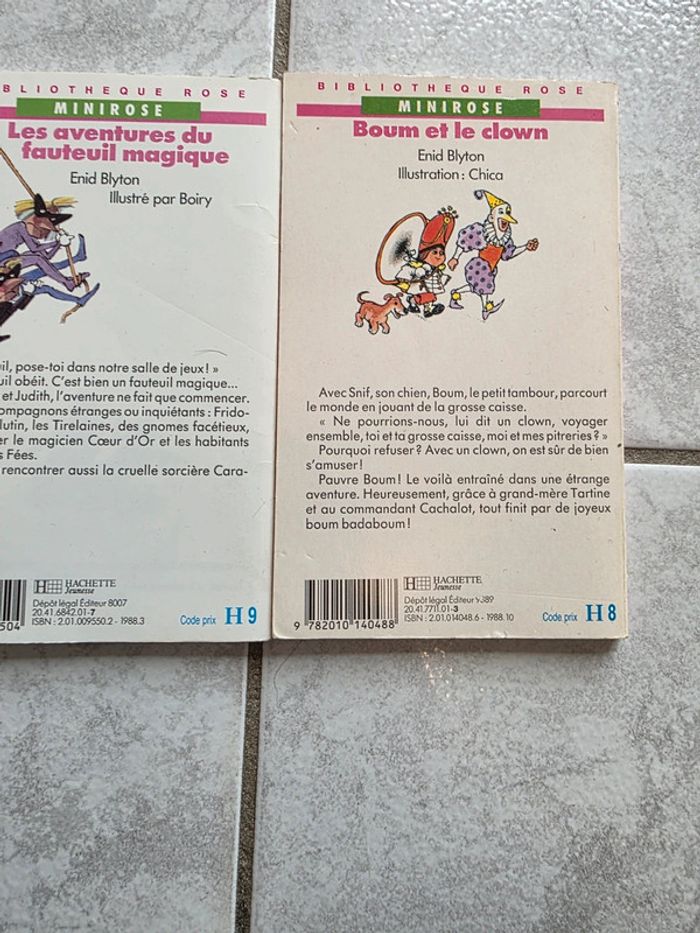 BLIOTHEQUE ROSE
MINIROSE
Les aventures du
fauteuil magique
Enid Blyton
Illustré par Boiry
il, pose-toi dans notre salle de jeux ! »
uil obéit. C'est bien un fauteuil magique...
et Judith, l'aventure ne fait que commencer.
ompagnons étranges ou inquiétants : Frido-
lutin, les Tirelaines, des gnomes facétieux,
er le magicien Cœur d'Or et les habitants
s Fées.
rencontrer aussi la cruelle sorcière Cara-
HACHETTE
Jeunesse
Dépôt légal Éditeur 8007
20.41.6842.01-7
ISBN : 2.01.009550.2 - 1988.3
504
Code prix H 9
BIBLIOTHEQUE ROSE
MINIROSE
Boum et le clown
Enid Blyton
Illustration : Chica
Avec Snif, son chien, Boum, le petit tambour, parcourt
le monde en jouant de la grosse caisse.
« Ne pourrions-nous, lui dit un clown, voyager
ensemble, toi et ta grosse caisse, moi et mes pitreries ? »
Pourquoi refuser ? Avec un clown, on est sûr de bien
s'amuser !
Pauvre Boum ! Le voilà entraîné dans une étrange
aventure. Heureusement, grâce à grand-mère Tartine
et au commandant Cachalot, tout finit par de joyeux
boum badaboum !
HACHETTE
Jeunesse
Dépôt légal Éditeur
20.41.7711.01-3
ISBN : 2.01.014048.6 - 1988.10
9 782010 140488
Code prix H 8